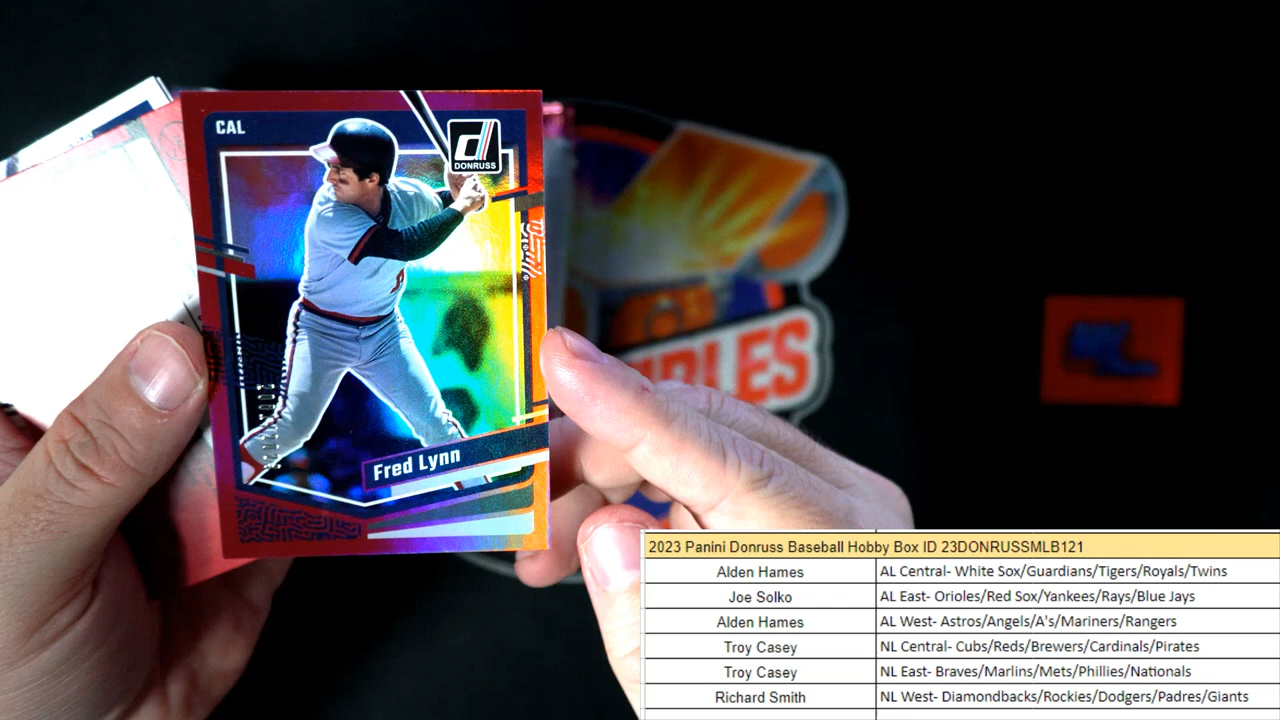 CAL
DONRUSS
Fred Lynn
LES
2023 Panini Donruss Baseball Hobby Box ID 23DONRUSSMLB121
Alden Hames AL Central- White Sox/Guardians/Tigers/Royals/Twins
Joe Solko AL East- Orioles/Red Sox/Yankees/Rays/Blue Jays
Alden Hames AL West- Astros/Angels/A's/Mariners/Rangers
Troy Casey NL Central- Cubs/Reds/Brewers/Cardinals/Pirates
Troy Casey NL East- Braves/Marlins/Mets/Phillies/Nationals
Richard Smith NL West- Diamondbacks/Rockies/Dodgers/Padres/Giants